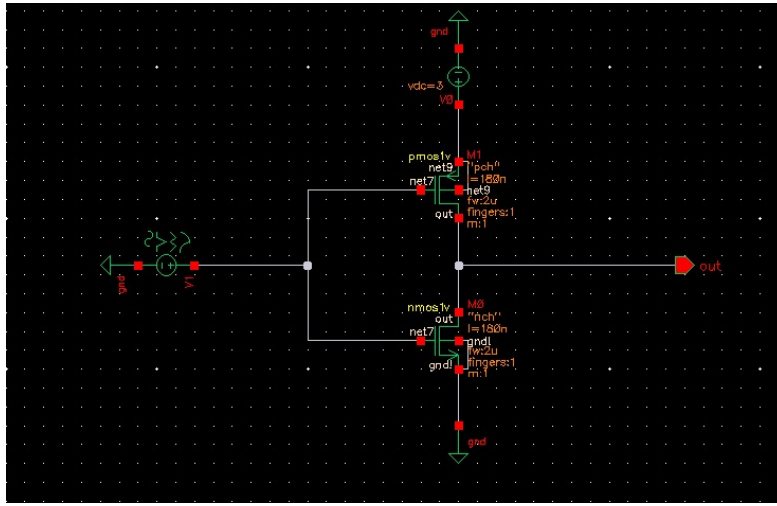 gnd
vdc=3
V0
pmos1v
M1
net9
"pch"
l=180n
net7
net9
fw:2u
out
fingers:1
m:1
gnd
V1
out
nmos1v
M0
out
"nch"
l=180n
net7
gnd!
fw:2u
gnd!
fingers:1
m:1
gnd